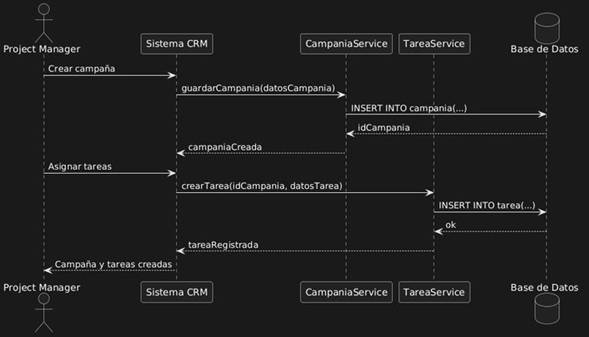 Project Manager
Sistema CRM
CampaniaService
TareaService
Base de Datos
Crear campaña
guardarCampania(datosCampania)
INSERT INTO campania(...)
idCampania
campaniaCreada
Asignar tareas
crearTarea(idCampania, datosTarea)
INSERT INTO tarea(...)
ok
tareaRegistrada
Campaña y tareas creadas
Project Manager
Sistema CRM
CampaniaService
TareaService
Base de Datos